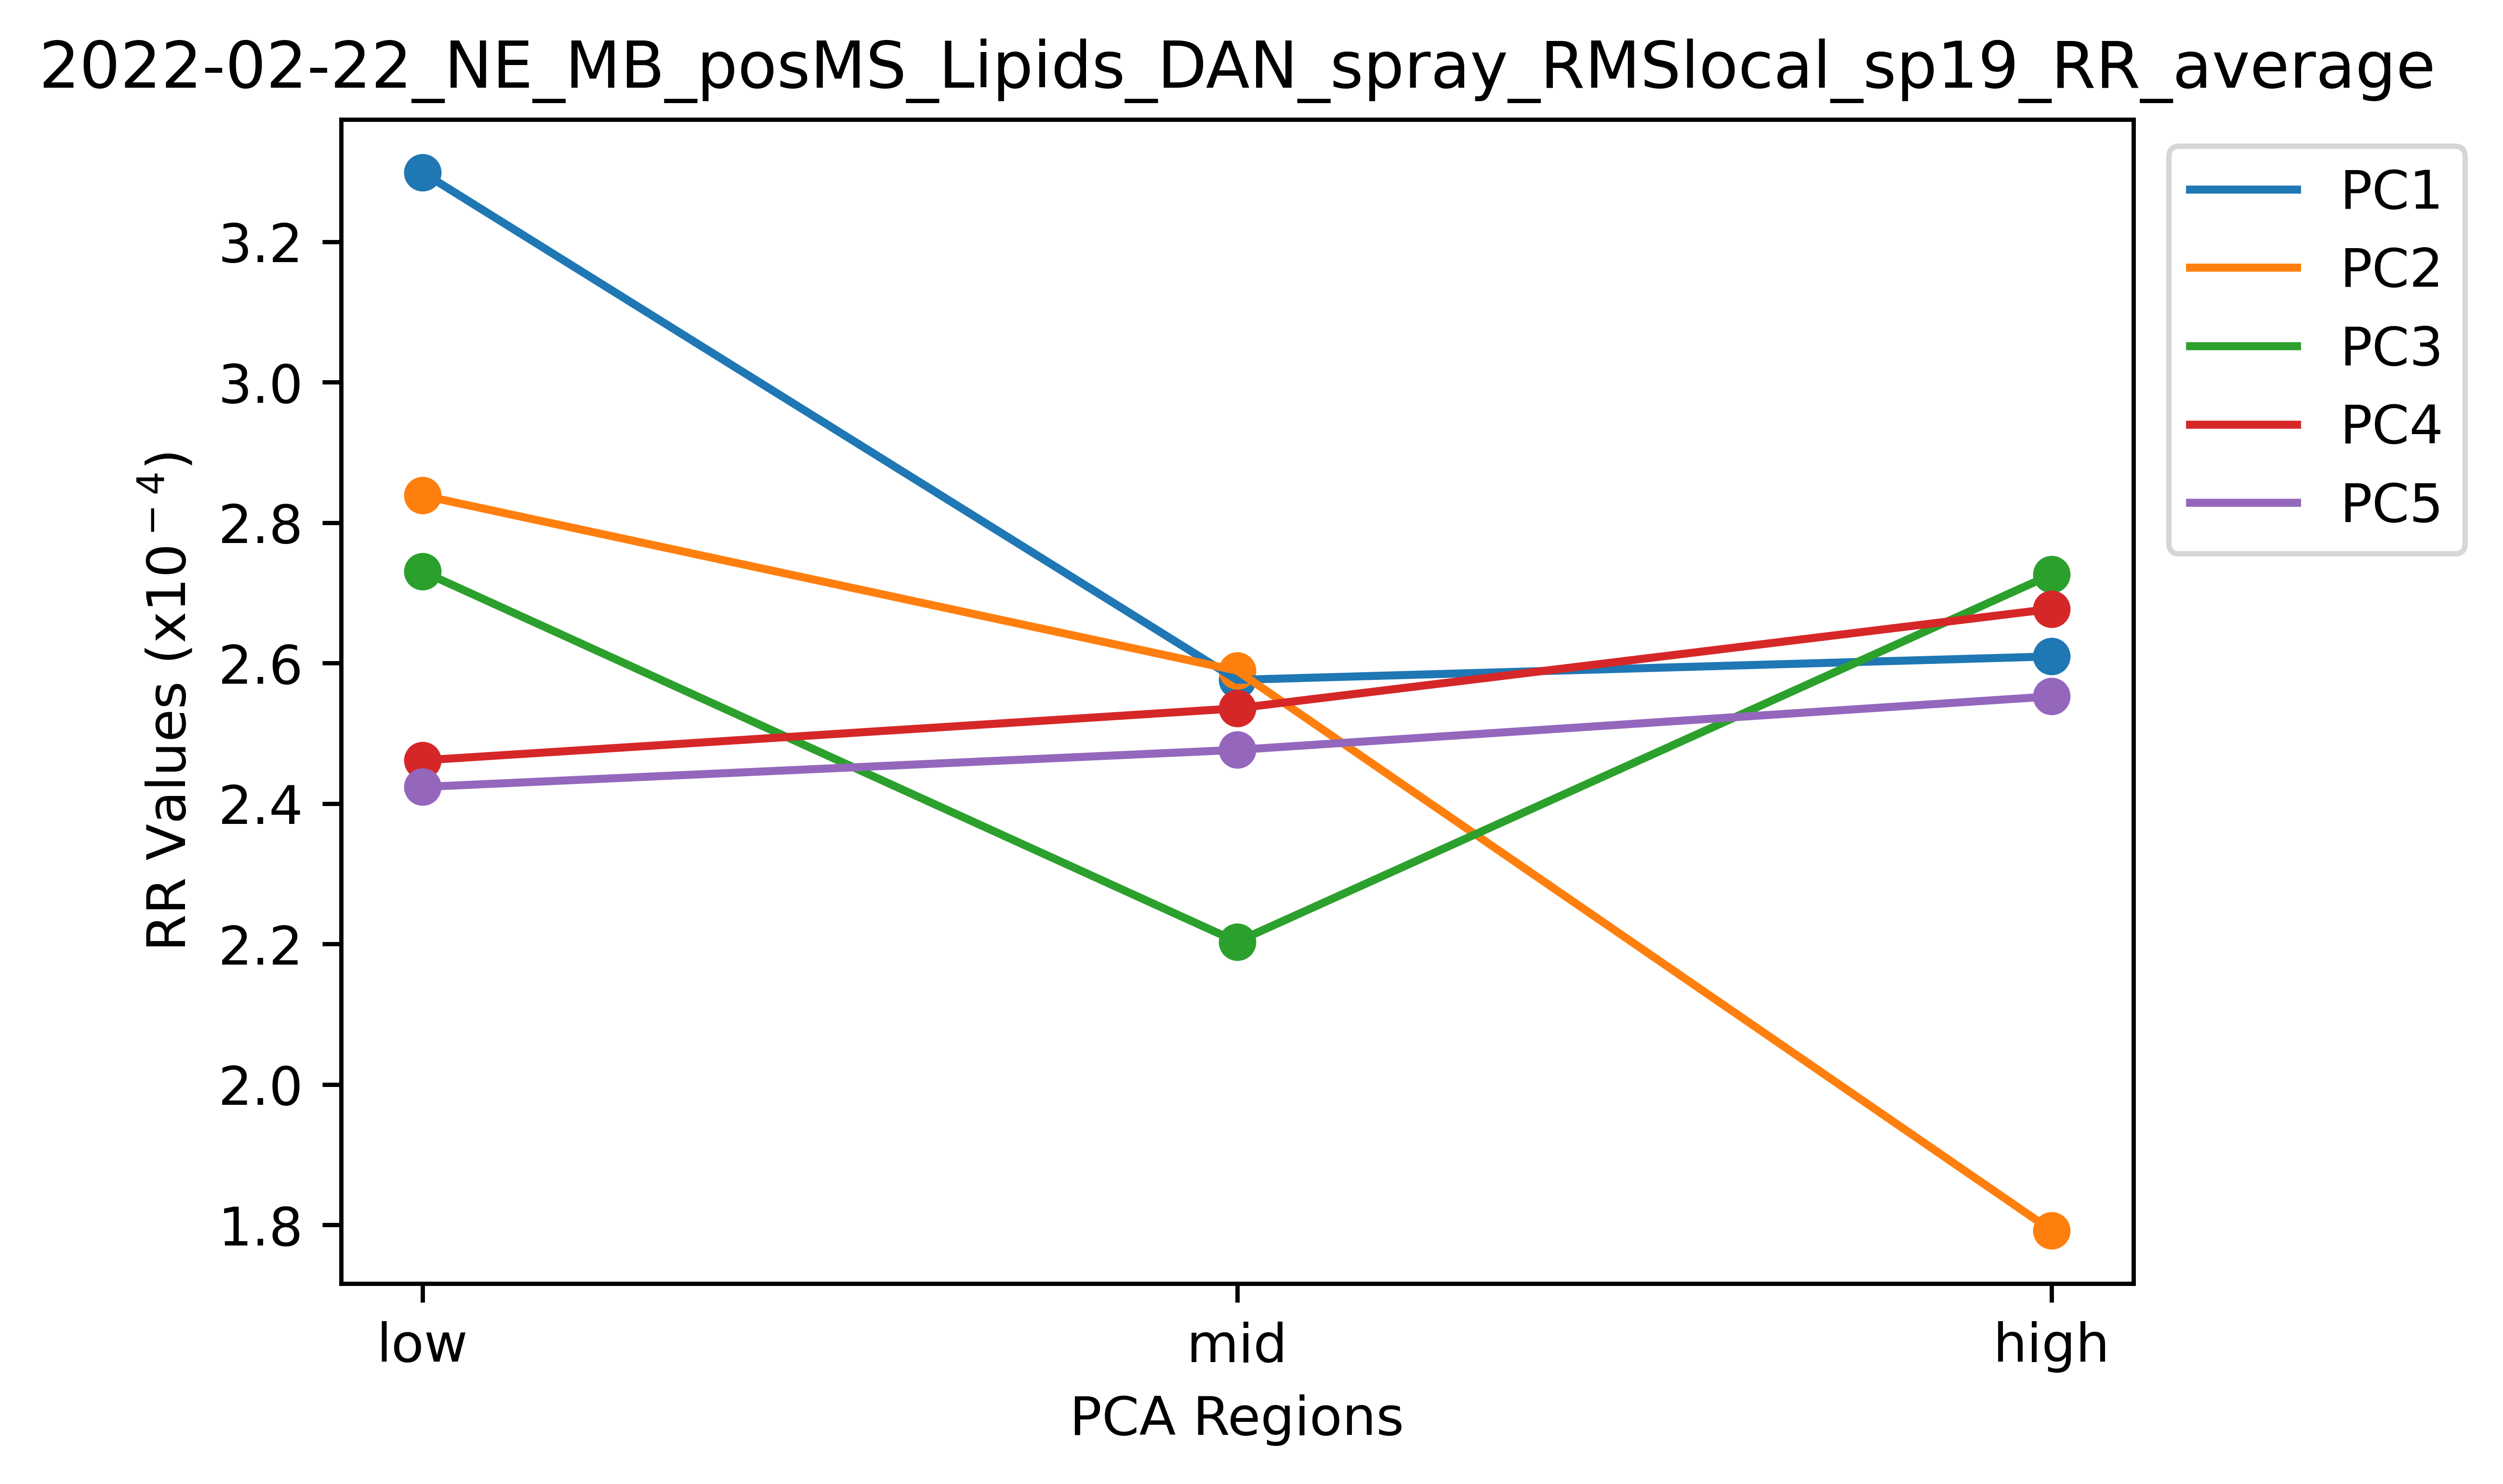 2022-02-22_NE_MB_posMS_Lipids_DAN_spray_RMSlocal_sp19_RR_average
RR Values (x10⁻⁴)
3.2
3.0
2.8
2.6
2.4
2.2
2.0
1.8
low mid high
PCA Regions
PC1
PC2
PC3
PC4
PC5